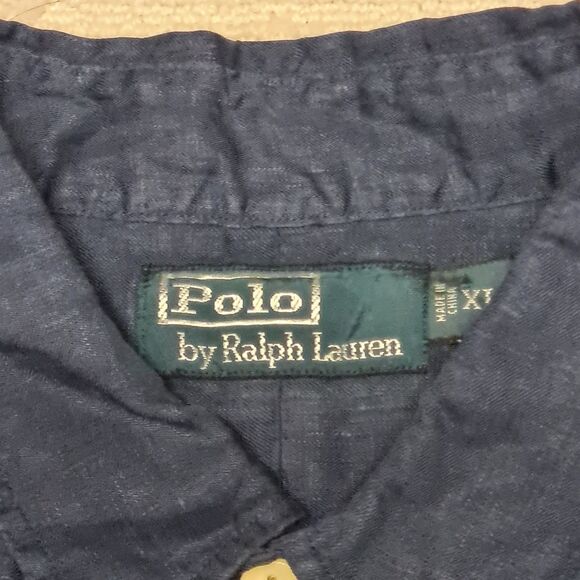 Polo
by Ralph Lauren
MADE IN
CHINA
XL